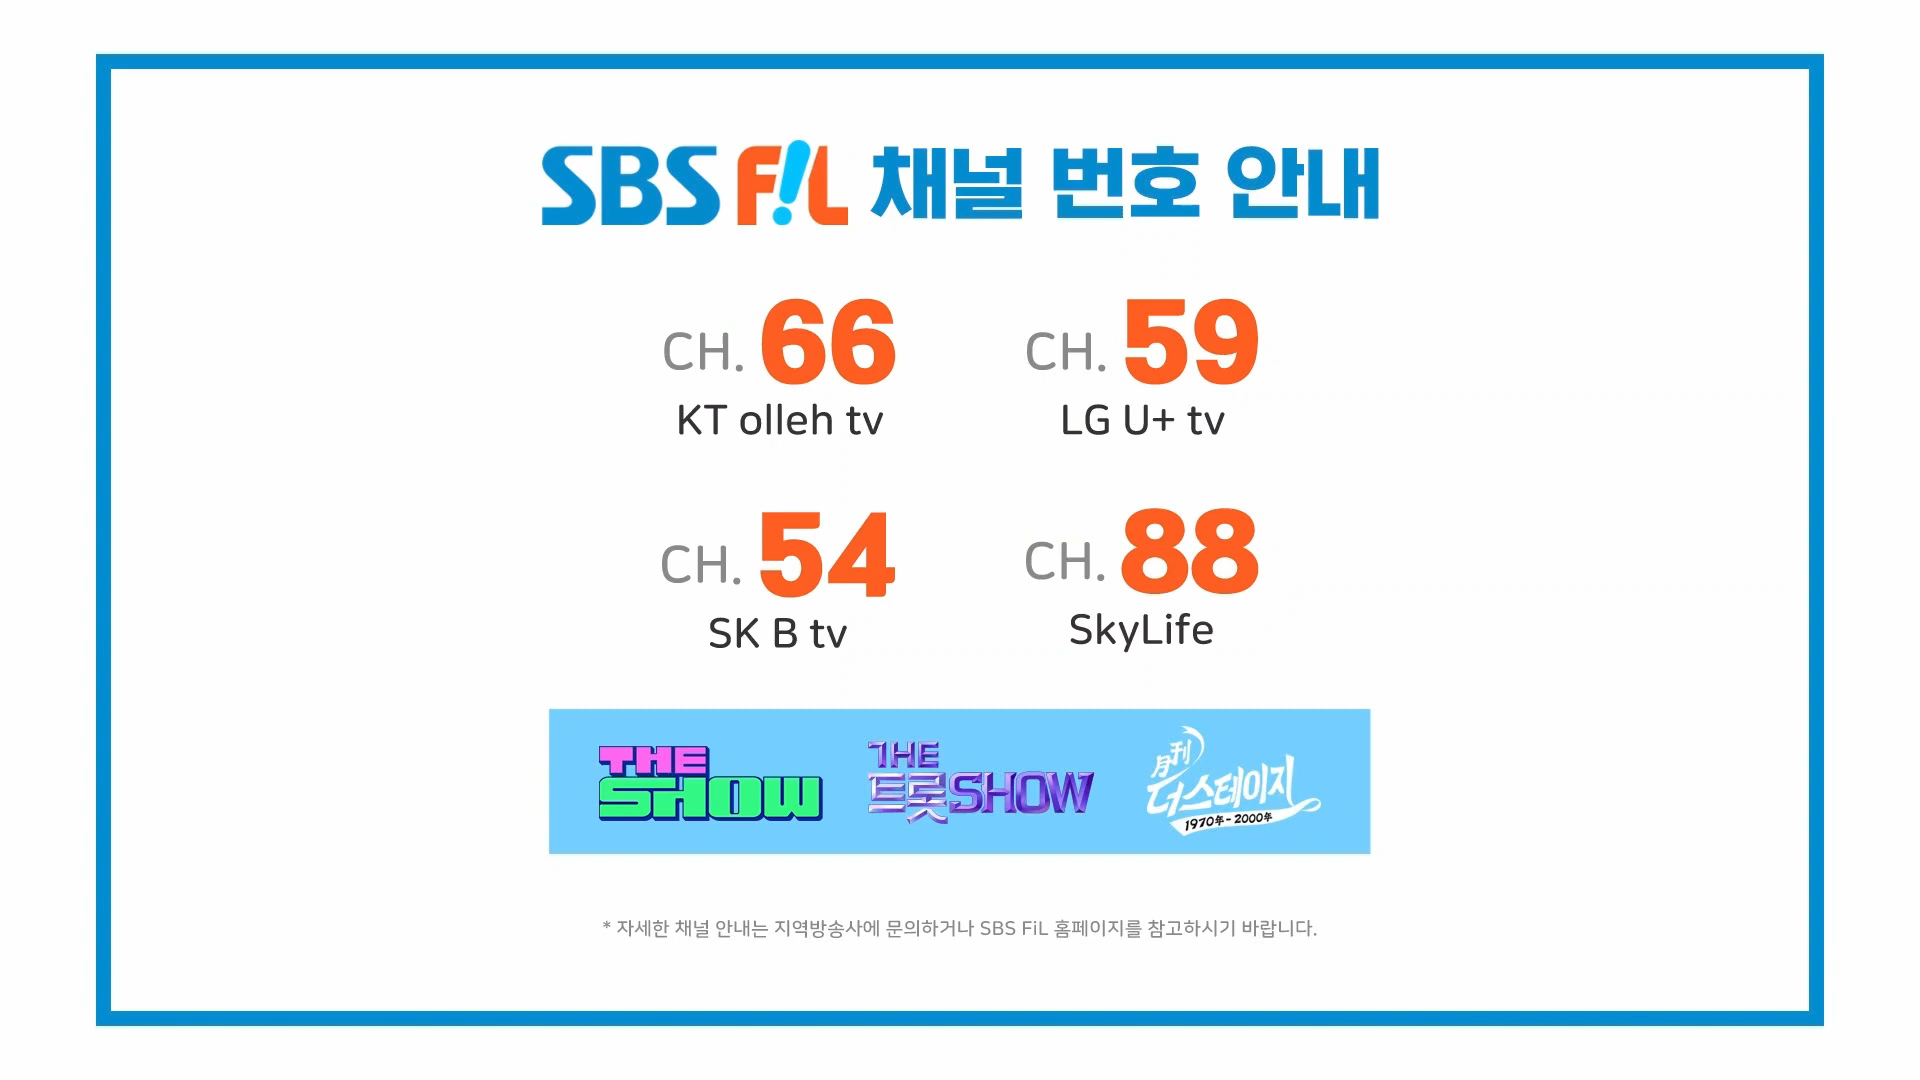 SBS F!L 채널 번호 안내
CH. 66
KT olleh tv
CH. 59
LG U+ tv
CH. 54
SK B tv
CH. 88
SkyLife
THE
SHOW
THE
트롯SHOW
月刊
더스테이지
1970年-2000年
* 자세한 채널 안내는 지역방송사에 문의하거나 SBS FiL 홈페이지를 참고하시기 바랍니다.